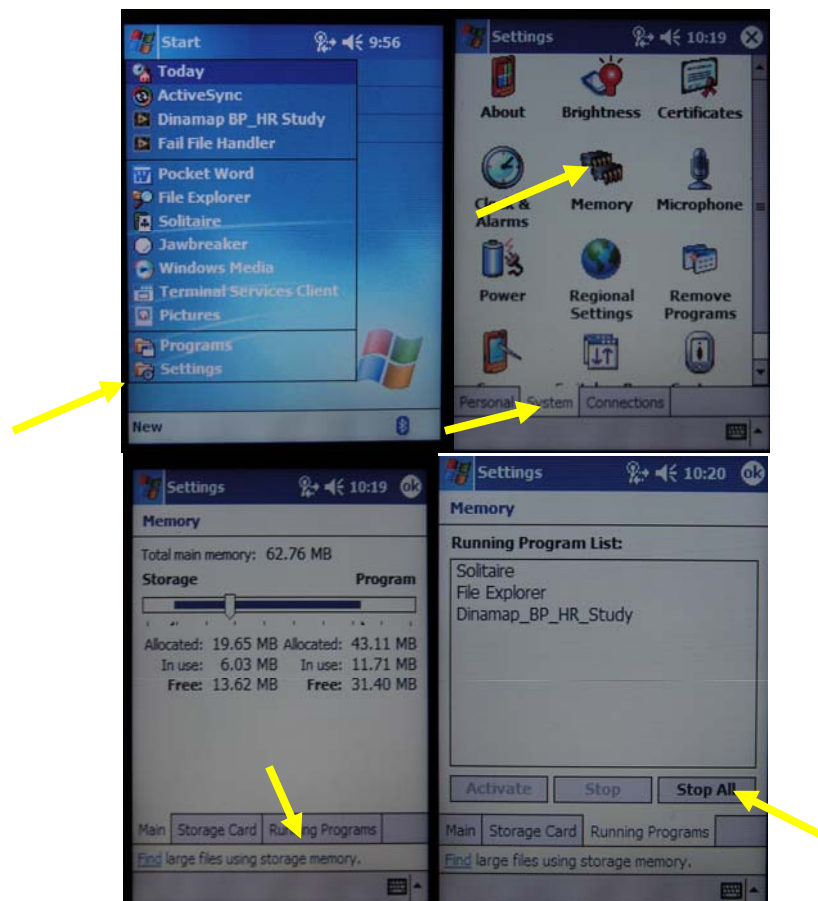 Start 9:56
Today
ActiveSync
Dinamap BP_HR Study
Fail File Handler
Pocket Word
File Explorer
Solitaire
Jawbreaker
Windows Media
Terminal Services Client
Pictures
Programs
Settings
New
Settings 10:19
About Brightness Certificates
Clock & Memory Microphone
Alarms
Power Regional Remove
Settings Programs
Personal System Connections
Settings 10:19 ok
Memory
Total main memory: 62.76 MB
Storage Program
Allocated: 19.65 MB Allocated: 43.11 MB
In use: 6.03 MB In use: 11.71 MB
Free: 13.62 MB Free: 31.40 MB
Main Storage Card Running Programs
Find large files using storage memory.
Settings 10:20 ok
Memory
Running Program List:
Solitaire
File Explorer
Dinamap_BP_HR_Study
Activate Stop Stop All
Main Storage Card Running Programs
Find large files using storage memory.